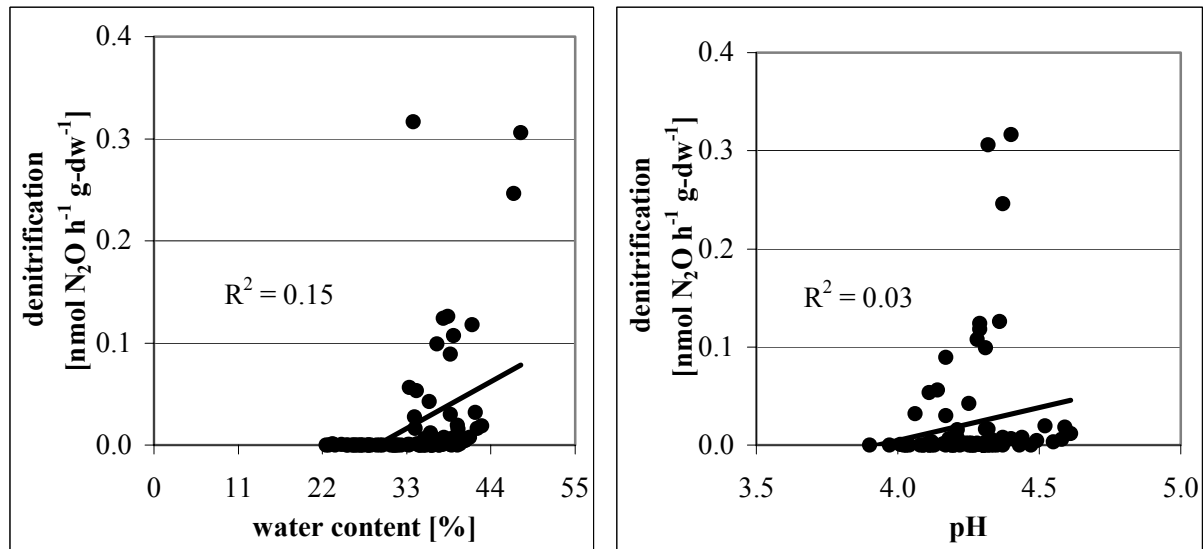 denitrification
[nmol N₂O h⁻¹ g-dw⁻¹]
0.4
0.3
0.2
0.1
0.0
R² = 0.15
0 11 22 33 44 55
water content [%]
denitrification
[nmol N₂O h⁻¹ g-dw⁻¹]
0.4
0.3
0.2
0.1
0.0
R² = 0.03
3.5 4.0 4.5 5.0
pH